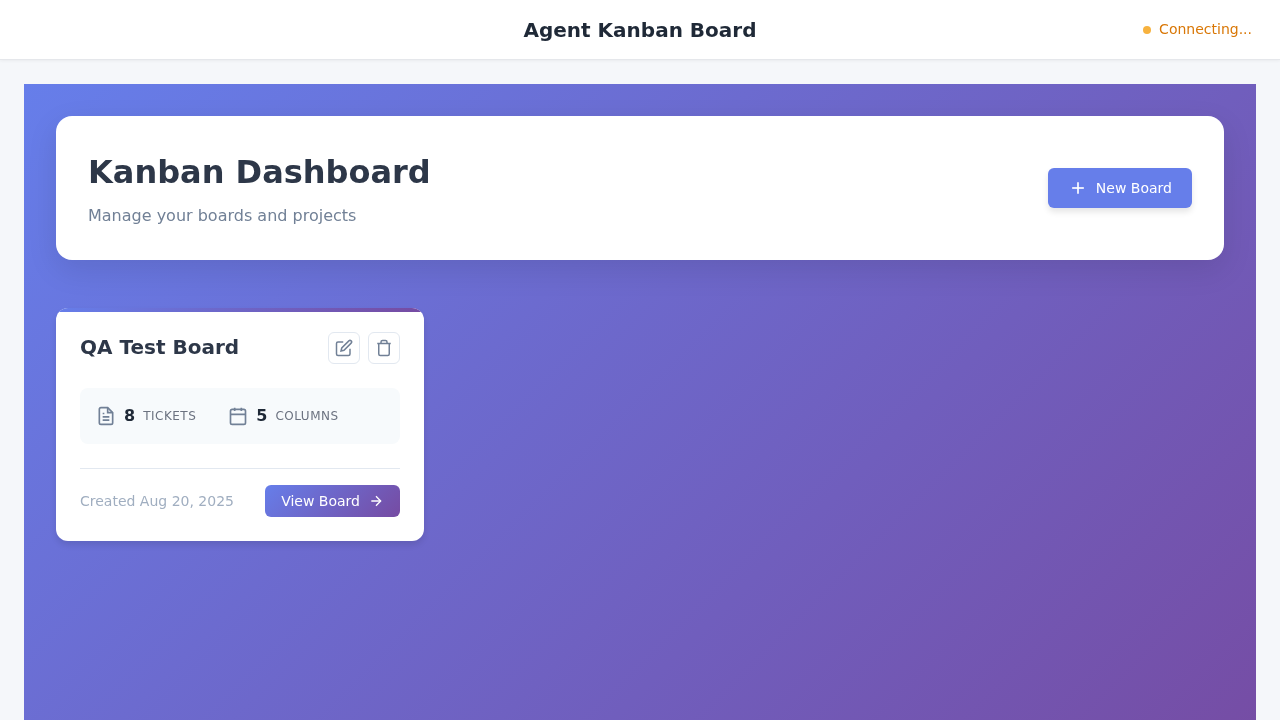 Agent Kanban Board
Connecting...
Kanban Dashboard
Manage your boards and projects
New Board
QA Test Board
8 TICKETS 5 COLUMNS
Created Aug 20, 2025
View Board